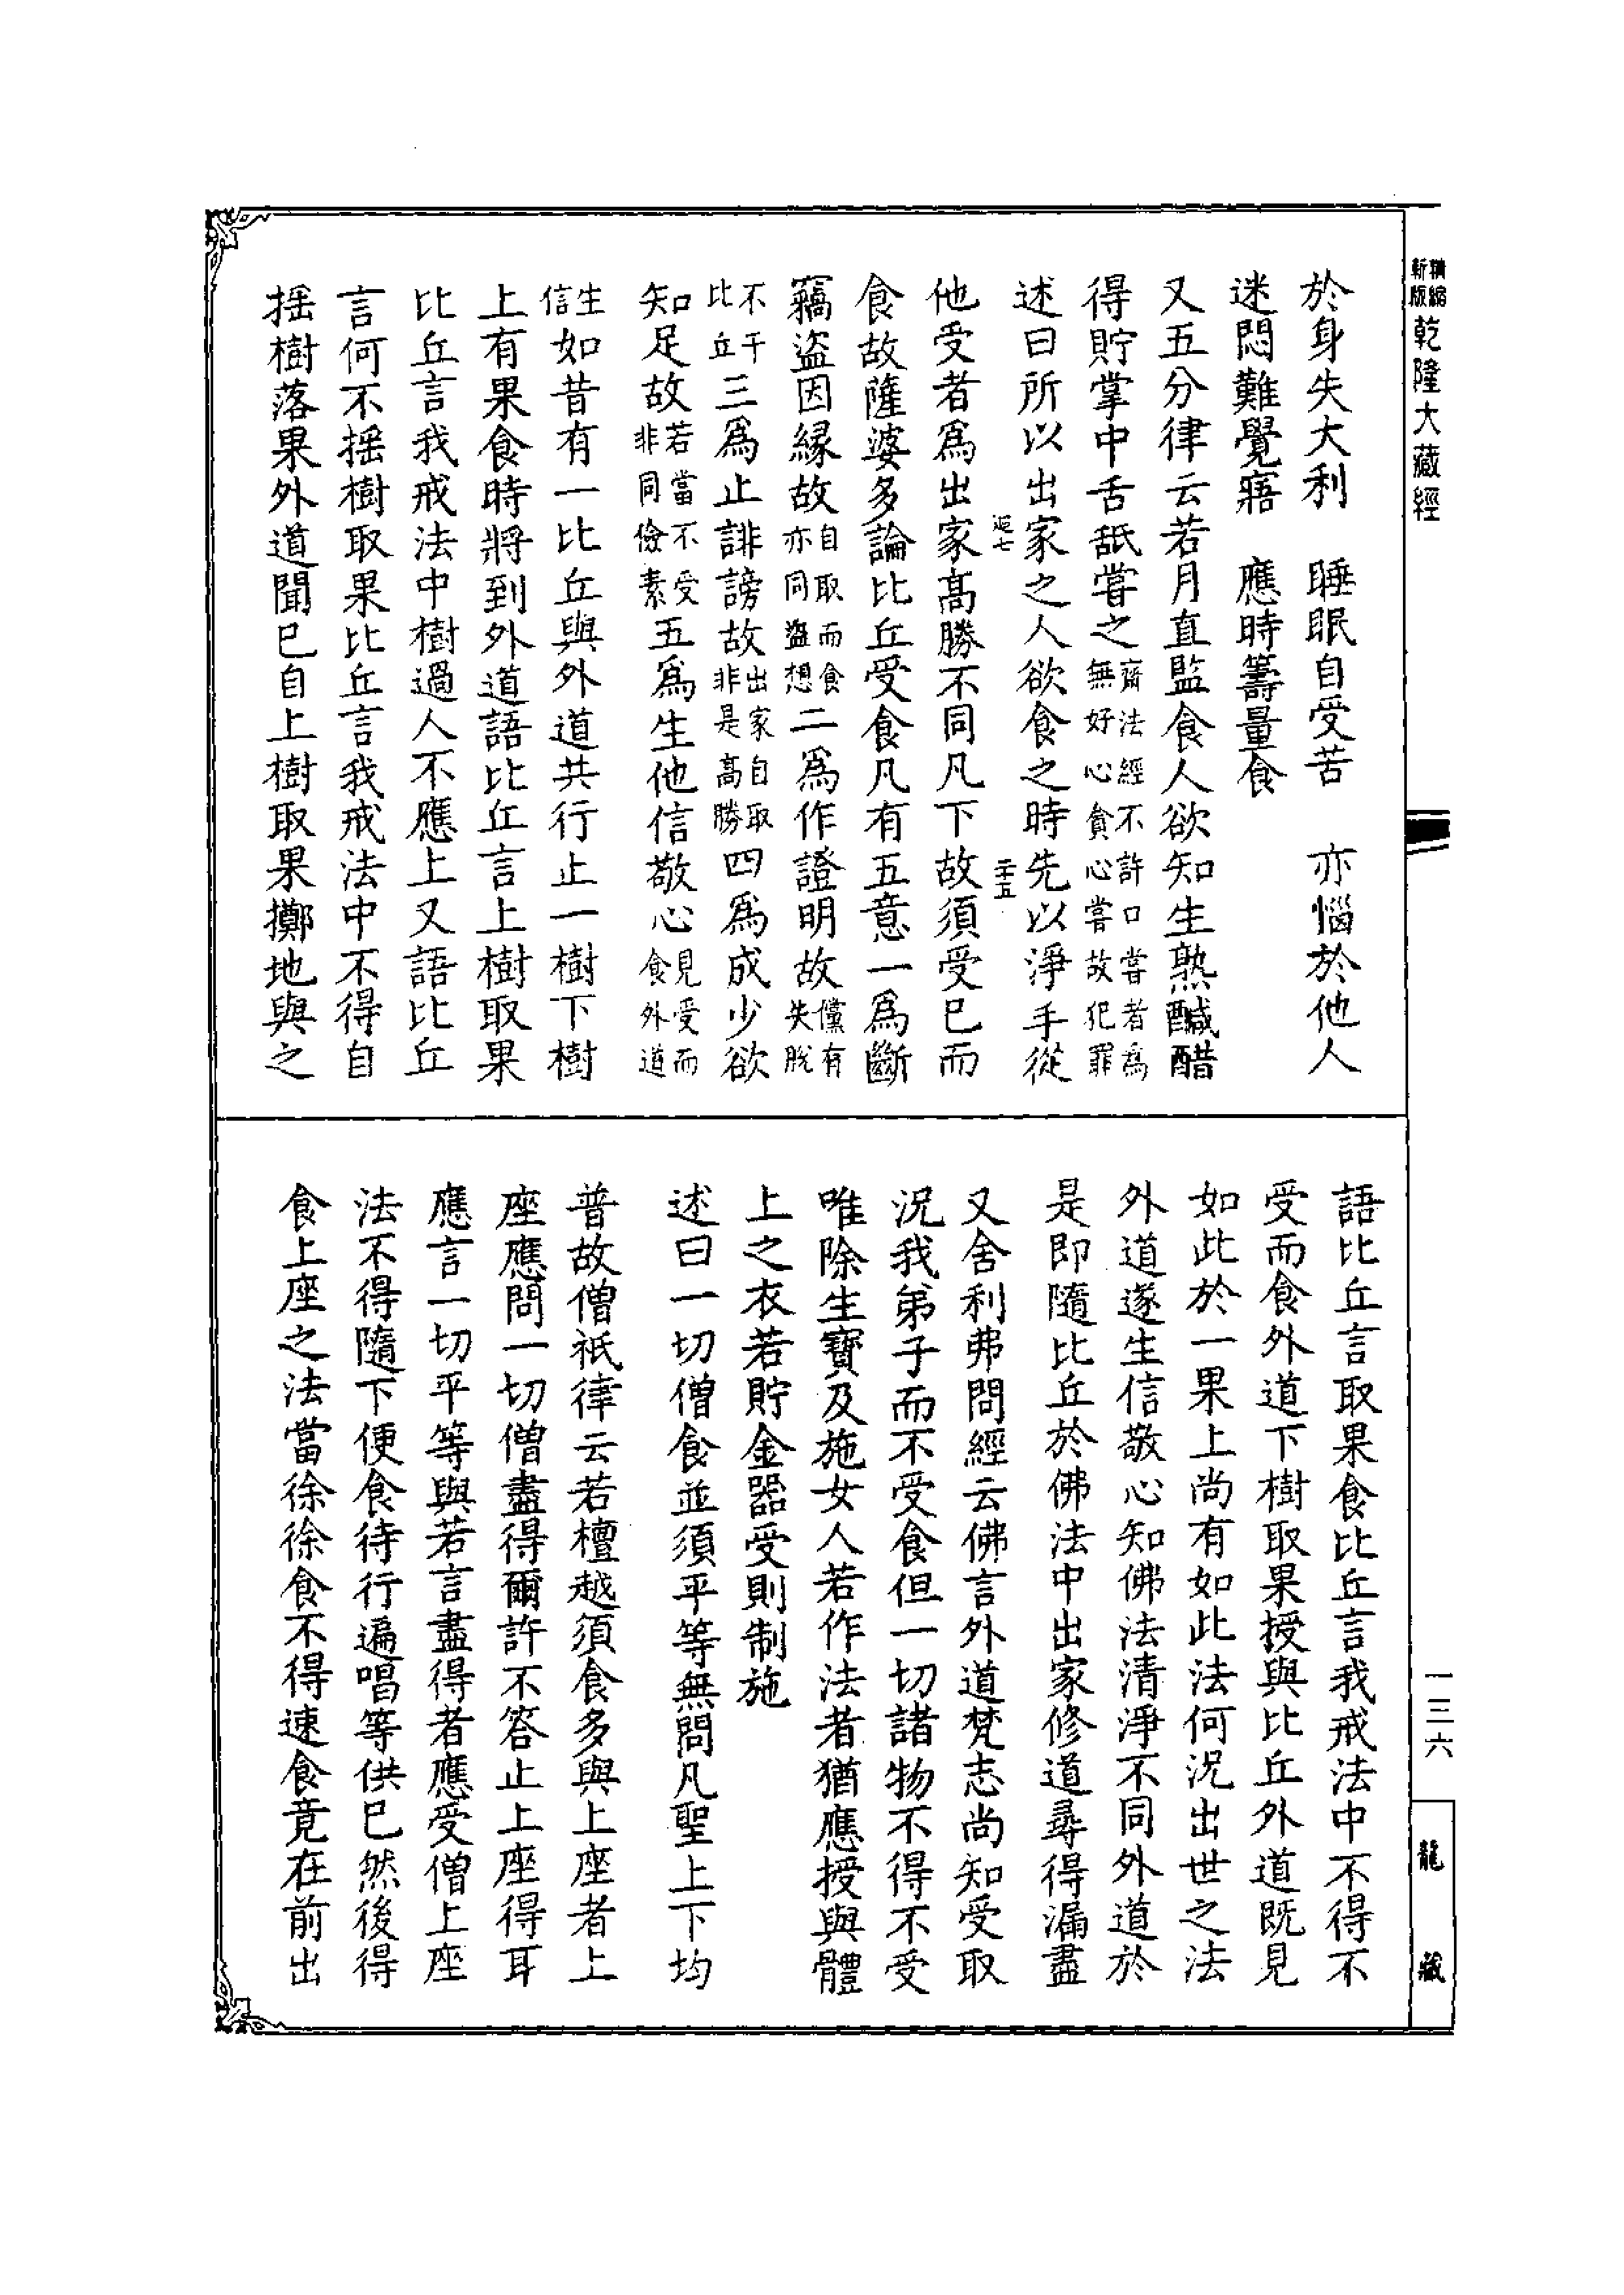 精縮新版乾隆大藏經
於身失大利　睡眠自受苦　亦惱於他人
迷悶難覺寤　應時籌量食
又五分律云若月直監食人欲知生熟鹹醋
得貯掌中舌舐嘗之齋法經不許口嘗者爲無好心貪心嘗故犯罪
述曰所以出家之人欲食之時先以淨手從
二十五
他受者爲出家高勝不同凡下故須受已而
食故薩婆多論比丘受食凡有五意一爲斷
竊盜因緣故自取而食亦同盜想二爲作證明故儻有失脫
不干比丘三爲止誹謗故出家自取非是高勝四爲成少欲
知足故若當不受非同儉素五爲生他信敬心見受而食外道
生信如昔有一比丘與外道共行止一樹下樹
上有果食時將到外道語比丘言上樹取果
比丘言我戒法中樹過人不應上又語比丘
言何不搖樹取果比丘言我戒法中不得自
搖樹落果外道聞已自上樹取果擲地與之
語比丘言取果食比丘言我戒法中不得不
受而食外道下樹取果授與比丘外道既見
如此於一果上尚有如此法何況出世之法
外道遂生信敬心知佛法清淨不同外道於
是即隨比丘於佛法中出家修道尋得漏盡
又舍利弗問經云佛言外道梵志尚知受取
況我弟子而不受食但一切諸物不得不受
唯除生寶及施女人若作法者猶應授與體
上之衣若貯金器受則制施
述曰一切僧食並須平等無問凡聖上下均
普故僧祇律云若檀越須食多與上座者上
座應問一切僧盡得爾許不答止上座得耳
應言一切平等與若言盡得者應受僧上座
法不得隨下便食待行遍唱等供已然後得
食上座之法當徐徐食不得速食竟在前出
一三六
龍藏